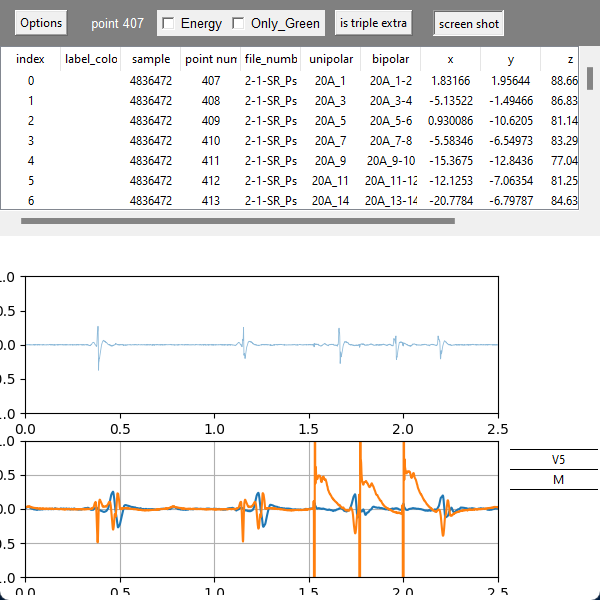 Options point 407 Energy Only_Green is triple extra screen shot
index label_colo sample point num file_numb unipolar bipolar x y z
0 4836472 407 2-1-SR_Ps 20A_1 20A_1-2 1.83166 1.95644 88.66
1 4836472 408 2-1-SR_Ps 20A_3 20A_3-4 -5.13522 -1.49466 86.83
2 4836472 409 2-1-SR_Ps 20A_5 20A_5-6 0.930086 -10.6205 81.14
3 4836472 410 2-1-SR_Ps 20A_7 20A_7-8 -5.58346 -6.54973 83.29
4 4836472 411 2-1-SR_Ps 20A_9 20A_9-10 -15.3675 -12.8436 77.04
5 4836472 412 2-1-SR_Ps 20A_11 20A_11-12 -12.1253 -7.06354 81.25
6 4836472 413 2-1-SR_Ps 20A_14 20A_13-14 -20.7784 -6.79787 84.63
1.0
0.5
0.0
0.5
1.0
0.0 0.5 1.0 1.5 2.0 2.5
1.0
0.5
0.0
0.5
1.0
0.0 0.5 1.0 1.5 2.0 2.5
V5
M